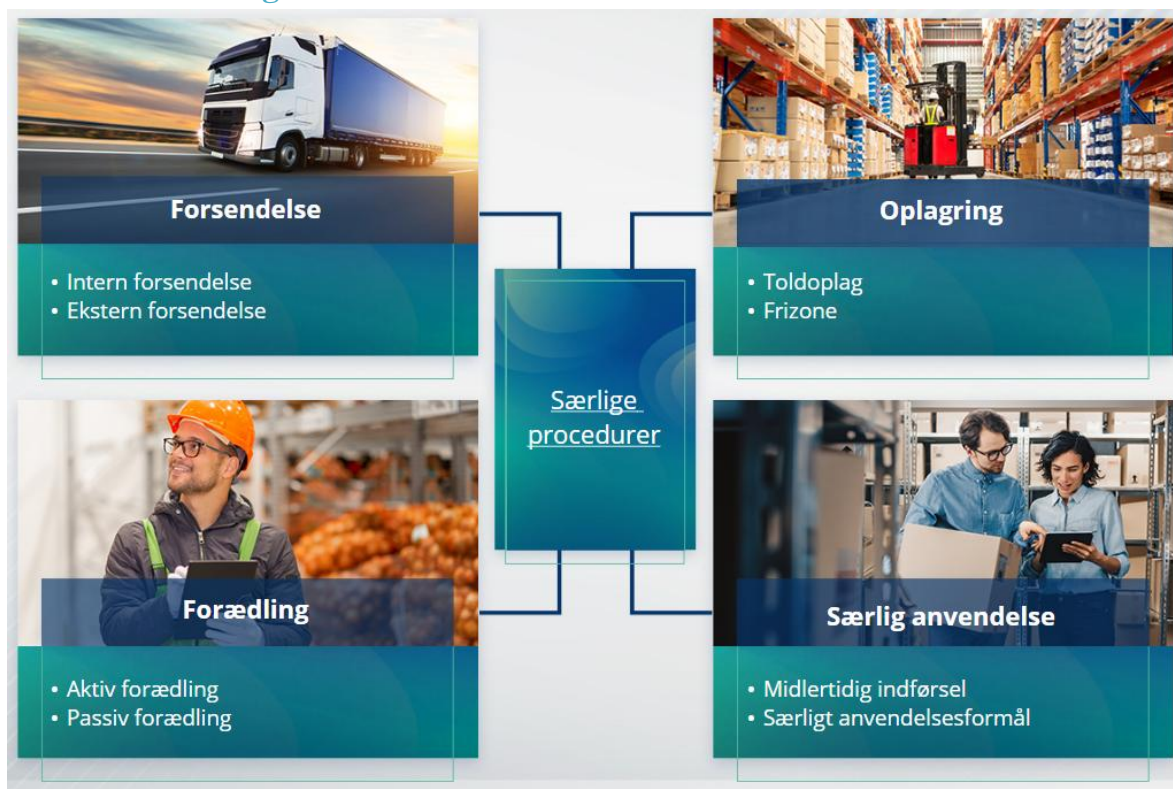 Forsendelse
• Intern forsendelse
• Ekstern forsendelse
Oplagring
• Toldoplag
• Frizone
Særlige
procedurer
Forædling
• Aktiv forædling
• Passiv forædling
Særlig anvendelse
• Midlertidig indførsel
• Særligt anvendelsesformål